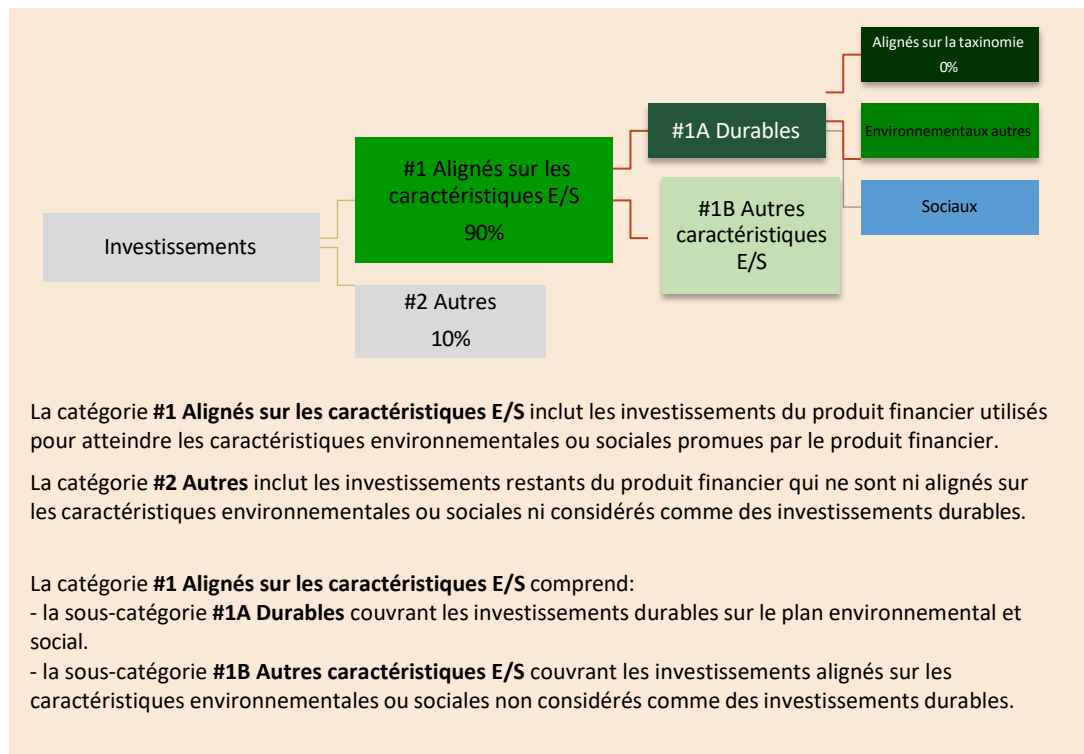 Alignés sur la taxinomie
0%
#1A Durables
Environnementaux autres
#1 Alignés sur les
caractéristiques E/S
90%
#1B Autres
caractéristiques
E/S
Sociaux
Investissements
#2 Autres
10%
La catégorie #1 Alignés sur les caractéristiques E/S inclut les investissements du produit financier utilisés
pour atteindre les caractéristiques environnementales ou sociales promues par le produit financier.
La catégorie #2 Autres inclut les investissements restants du produit financier qui ne sont ni alignés sur
les caractéristiques environnementales ou sociales ni considérés comme des investissements durables.
La catégorie #1 Alignés sur les caractéristiques E/S comprend:
- la sous-catégorie #1A Durables couvrant les investissements durables sur le plan environnemental et
social.
- la sous-catégorie #1B Autres caractéristiques E/S couvrant les investissements alignés sur les
caractéristiques environnementales ou sociales non considérés comme des investissements durables.